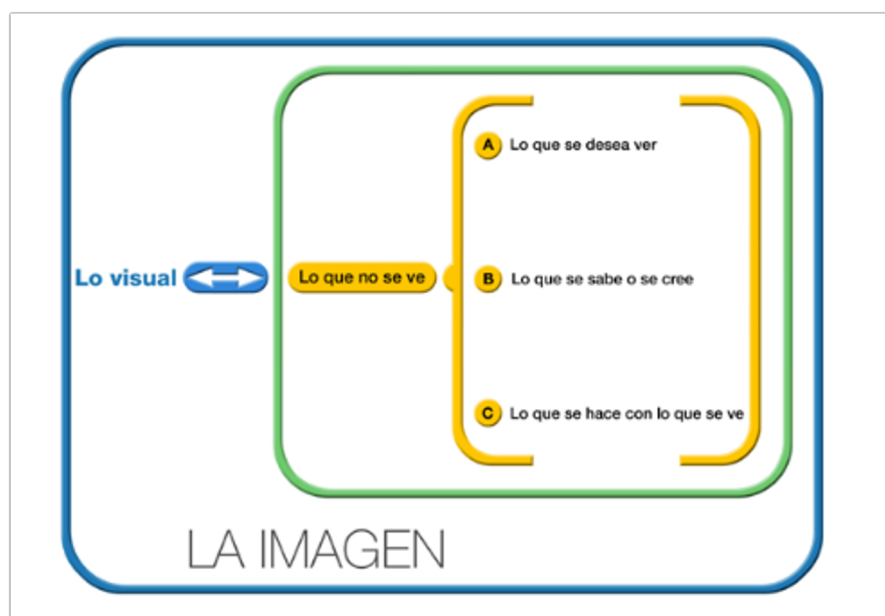 A Lo que se desea ver
Lo visual
Lo que no se ve
B Lo que se sabe o se cree
C Lo que se hace con lo que se ve
LA IMAGEN